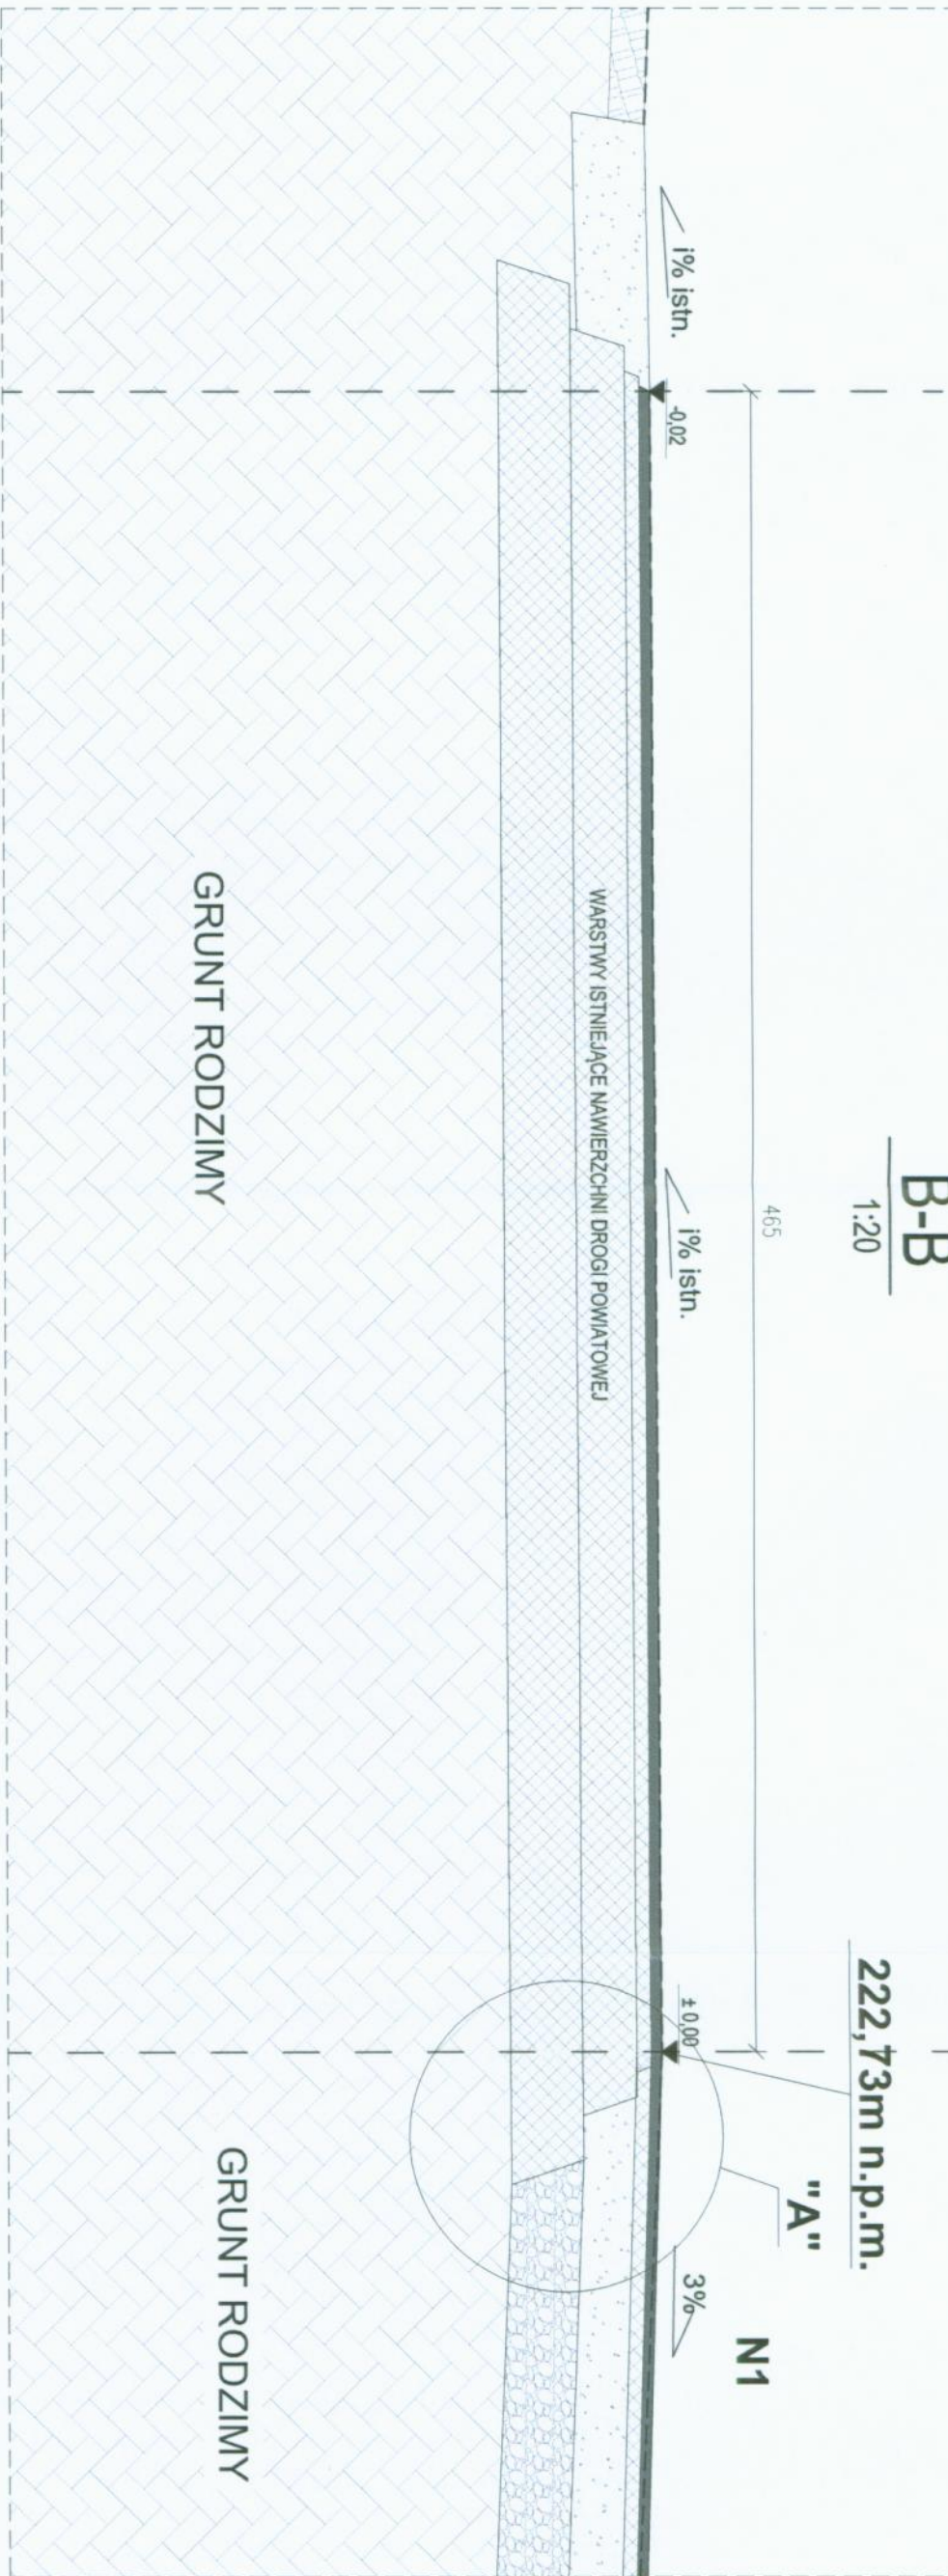 B-B
1:20
465
222,73m n.p.m.
"A"
N1
i% istn.
-0,02
i% istn.
± 0,00
3%
WARSTWY ISTNIEJĄCE NAWIERZCHNI DROGI POWIATOWEJ
GRUNT RODZIMY
GRUNT RODZIMY